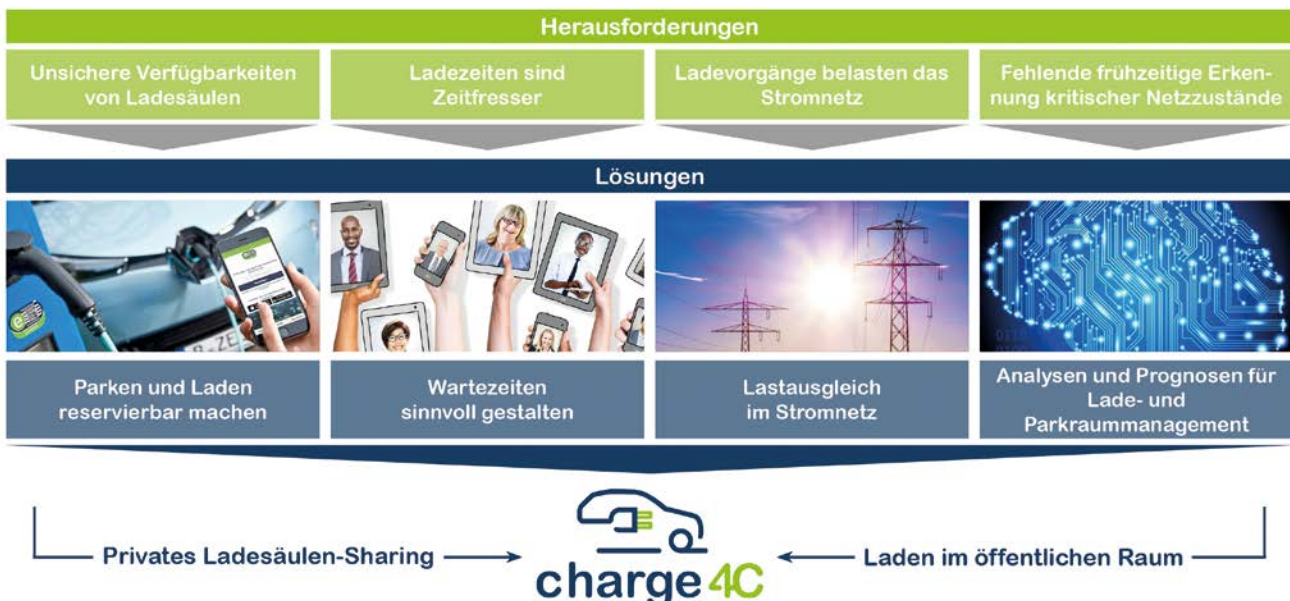 Herausforderungen
Unsichere Verfügbarkeiten
von Ladesäulen
Ladezeiten sind
Zeitfresser
Ladevorgänge belasten das
Stromnetz
Fehlende frühzeitige Erken-
nung kritischer Netzzustände
Lösungen
Parken und Laden
reservierbar machen
Wartezeiten
sinnvoll gestalten
Lastausgleich
im Stromnetz
Analysen und Prognosen für
Lade- und
Parkraummanagement
Privates Ladesäulen-Sharing
charge4C
Laden im öffentlichen Raum